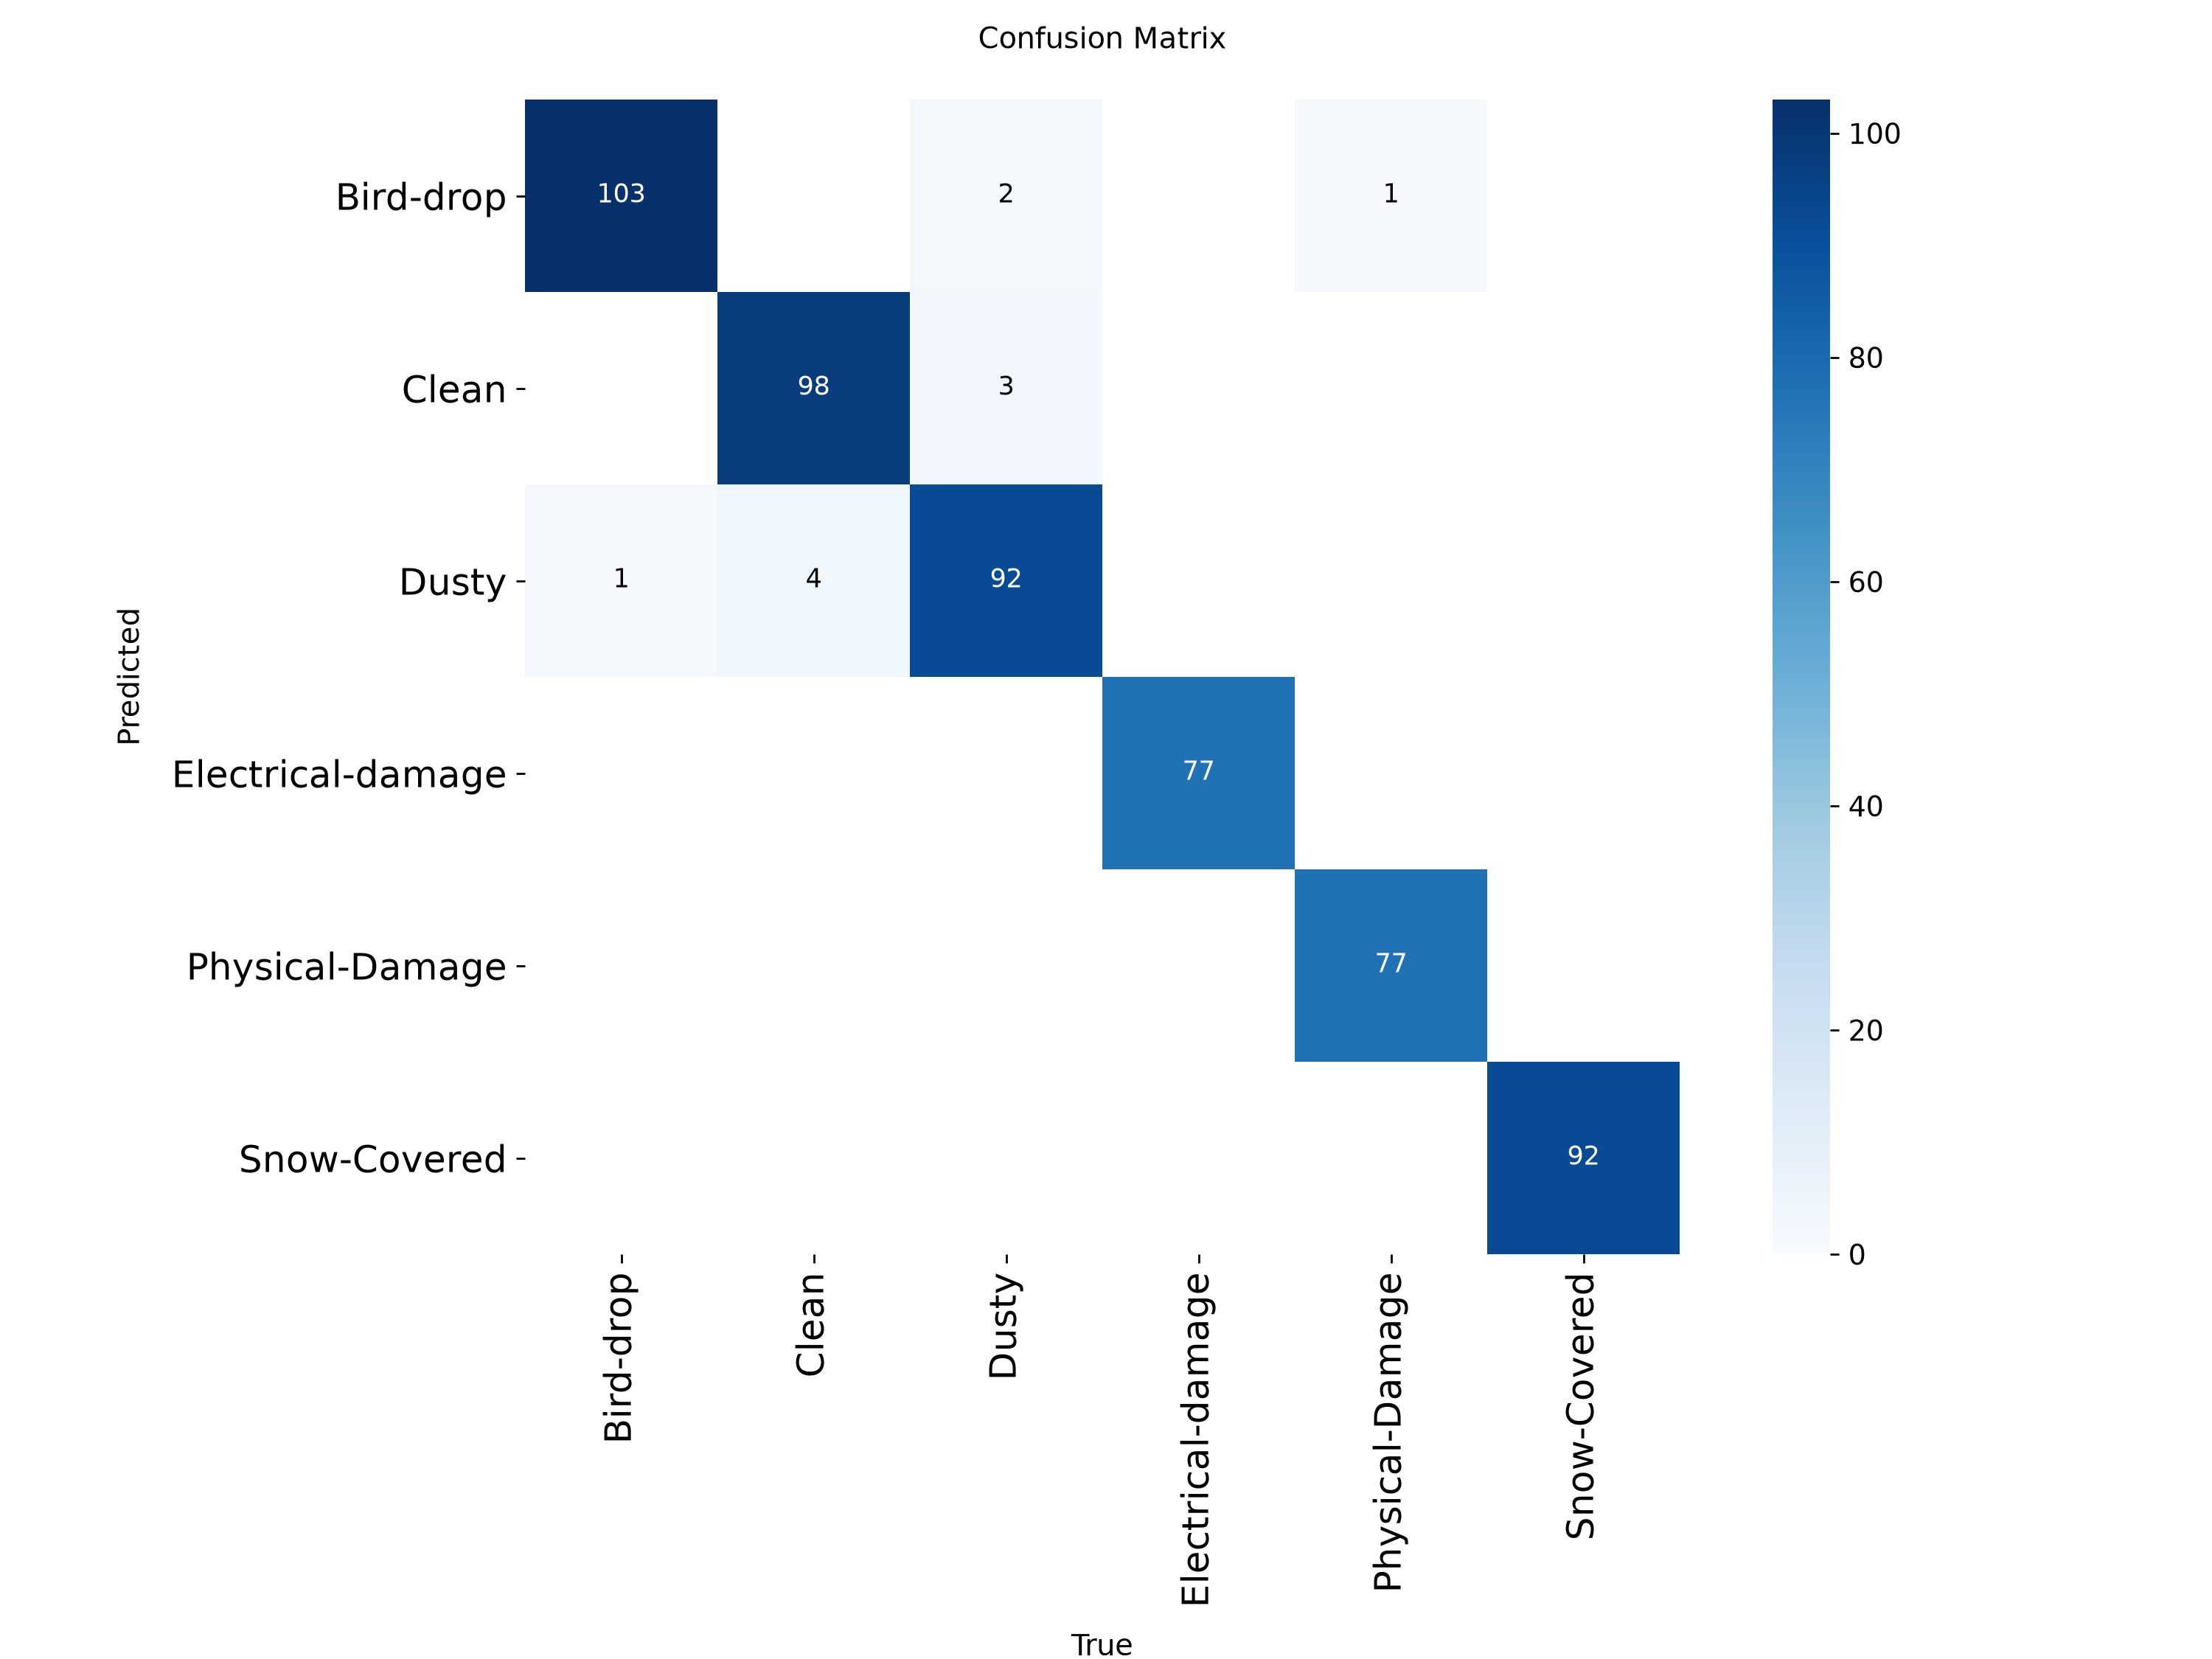 Confusion Matrix
Bird-drop 103 2 1
Clean 98 3
Dusty 1 4 92
Electrical-damage 77
Physical-Damage 77
Snow-Covered 92
Predicted
Bird-drop Clean Dusty Electrical-damage Physical-Damage Snow-Covered
True
100
80
60
40
20
0